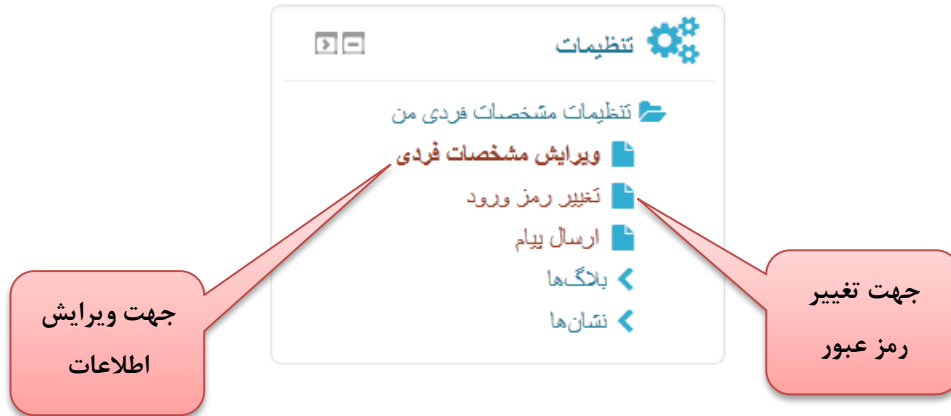 تنظیمات
تنظیمات مشخصات فردی من
ویرایش مشخصات فردی
تغییر رمز ورود
ارسال پیام
بلاگ‌ها
نشان‌ها
جهت تغییر
رمز عبور
جهت ویرایش
اطلاعات